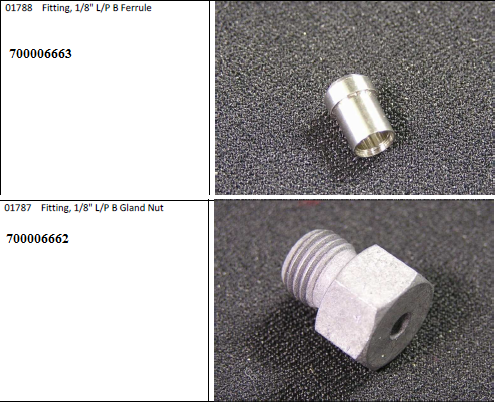 01788 Fitting, 1/8" L/P B Ferrule
700006663
01787 Fitting, 1/8" L/P B Gland Nut
700006662